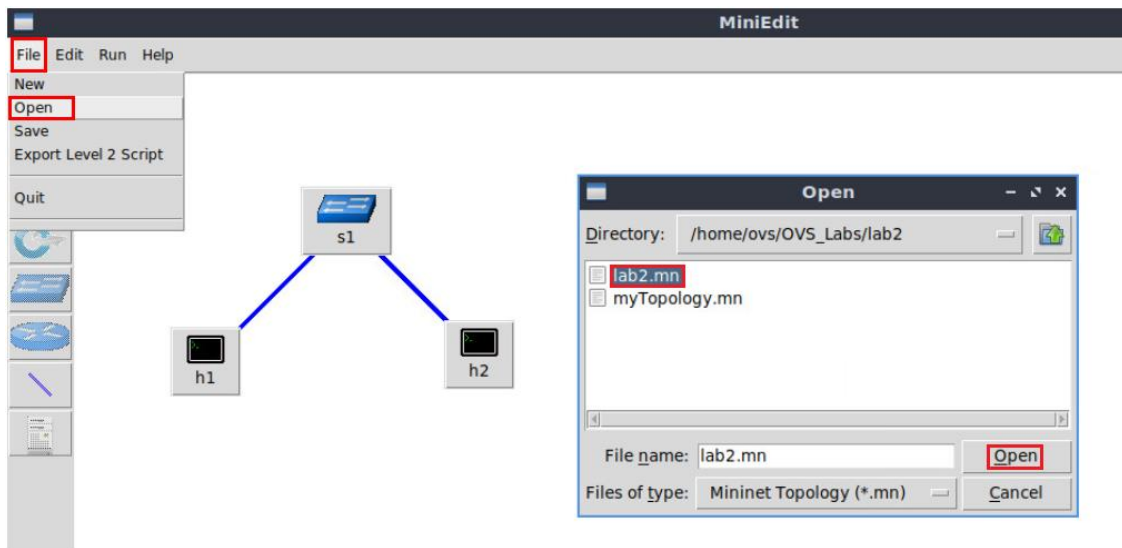 MiniEdit
File Edit Run Help
New
Open
Save
Export Level 2 Script
Quit
s1
h1
h2
Open
Directory: /home/ovs/OVS_Labs/lab2
lab2.mn
myTopology.mn
File name: lab2.mn Open
Files of type: Mininet Topology (*.mn) Cancel